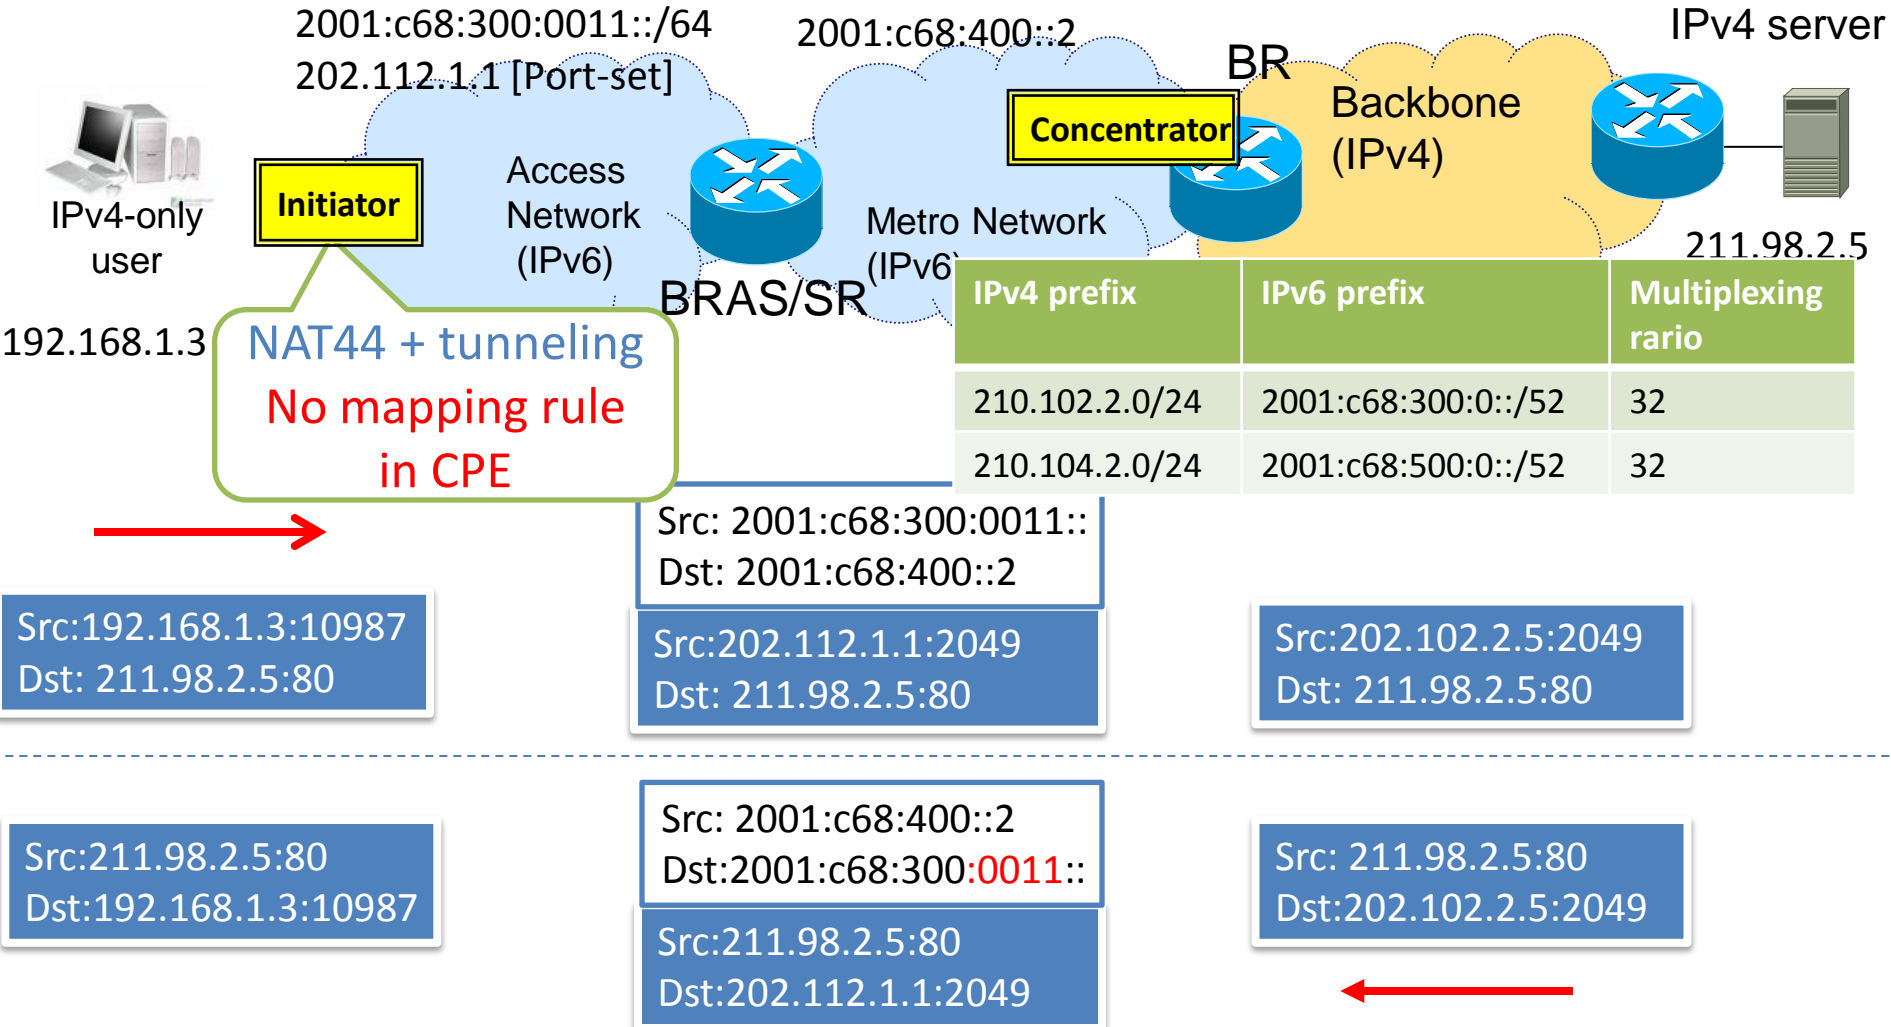 2001:c68:300:0011::/64
202.112.1.1 [Port-set]
2001:c68:400::2
IPv4 server
BR
Backbone
(IPv4)
Concentrator
Initiator
Access
Network
(IPv6)
IPv4-only
user
Metro Network
(IPv6)
211.98.2.5
BRAS/SR
192.168.1.3
NAT44 + tunneling
No mapping rule
in CPE
IPv4 prefix IPv6 prefix Multiplexing
rario
210.102.2.0/24 2001:c68:300:0::/52 32
210.104.2.0/24 2001:c68:500:0::/52 32
Src: 2001:c68:300:0011::
Dst: 2001:c68:400::2
Src:192.168.1.3:10987
Dst: 211.98.2.5:80
Src:202.112.1.1:2049
Dst: 211.98.2.5:80
Src:202.102.2.5:2049
Dst: 211.98.2.5:80
Src: 2001:c68:400::2
Dst:2001:c68:300:0011::
Src:211.98.2.5:80
Dst:192.168.1.3:10987
Src:211.98.2.5:80
Dst:202.112.1.1:2049
Src: 211.98.2.5:80
Dst:202.102.2.5:2049